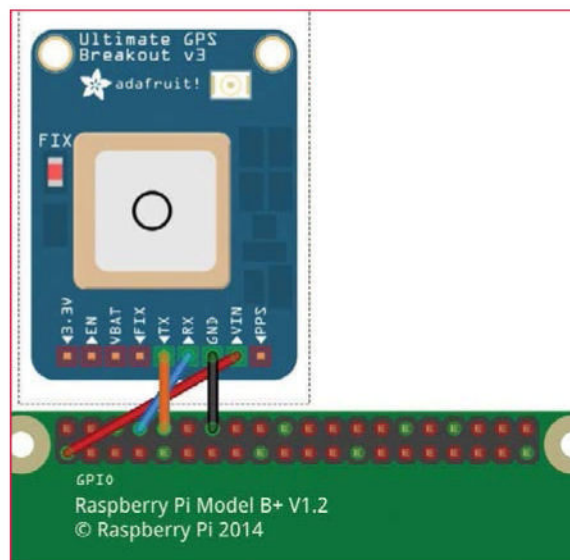 Ultimate GPS
Breakout v3
adafruit!
FIX
◀3.3V
▶EN
VBAT
◀FIX
◀TX
▶RX
GND
▶VIN
◀PPS
GPIO
Raspberry Pi Model B+ V1.2
© Raspberry Pi 2014